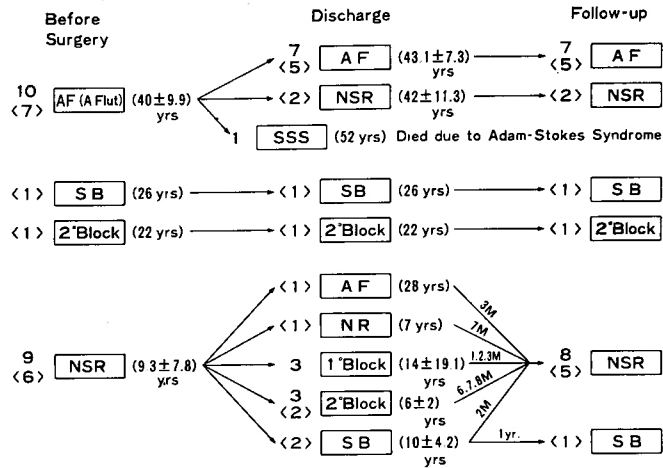 Before Surgery
Discharge
Follow-up
10 <7> AF (A Flut) (40±9.9) yrs
7 <5> AF (43.1±7.3) yrs
7 <5> AF
<2> NSR (42±11.3) yrs
<2> NSR
1 SSS (52 yrs) Died due to Adam-Stokes Syndrome
<1> SB (26 yrs)
<1> SB (26 yrs)
<1> SB
<1> 2°Block (22 yrs)
<1> 2°Block (22 yrs)
<1> 2°Block
9 <6> NSR (9 3±7.8) yrs
<1> AF (28 yrs)
3M
<1> NR (7 yrs)
7M
3 1°Block (14±19.1) yrs
1.2.3M
8 <5> NSR
3 <2> 2°Block (6±2) yrs
6.7.8M
2M
<2> SB (10±4.2) yrs
1yr.
<1> SB